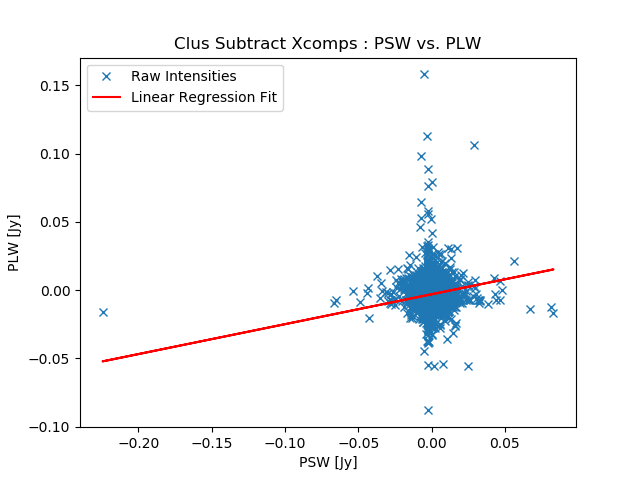 Clus Subtract Xcomps : PSW vs. PLW
Raw Intensities
Linear Regression Fit
PLW [Jy]
0.15
0.10
0.05
0.00
−0.05
−0.10
−0.20
−0.15
−0.10
−0.05
0.00
0.05
PSW [Jy]